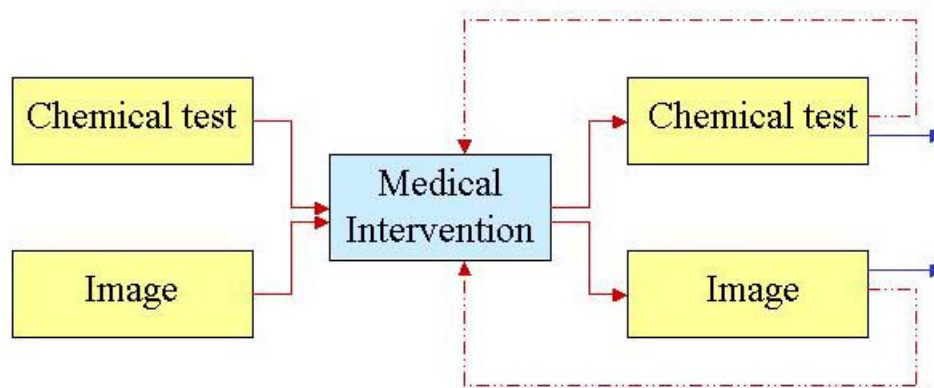 Chemical test
Image
Medical
Intervention
Chemical test
Image